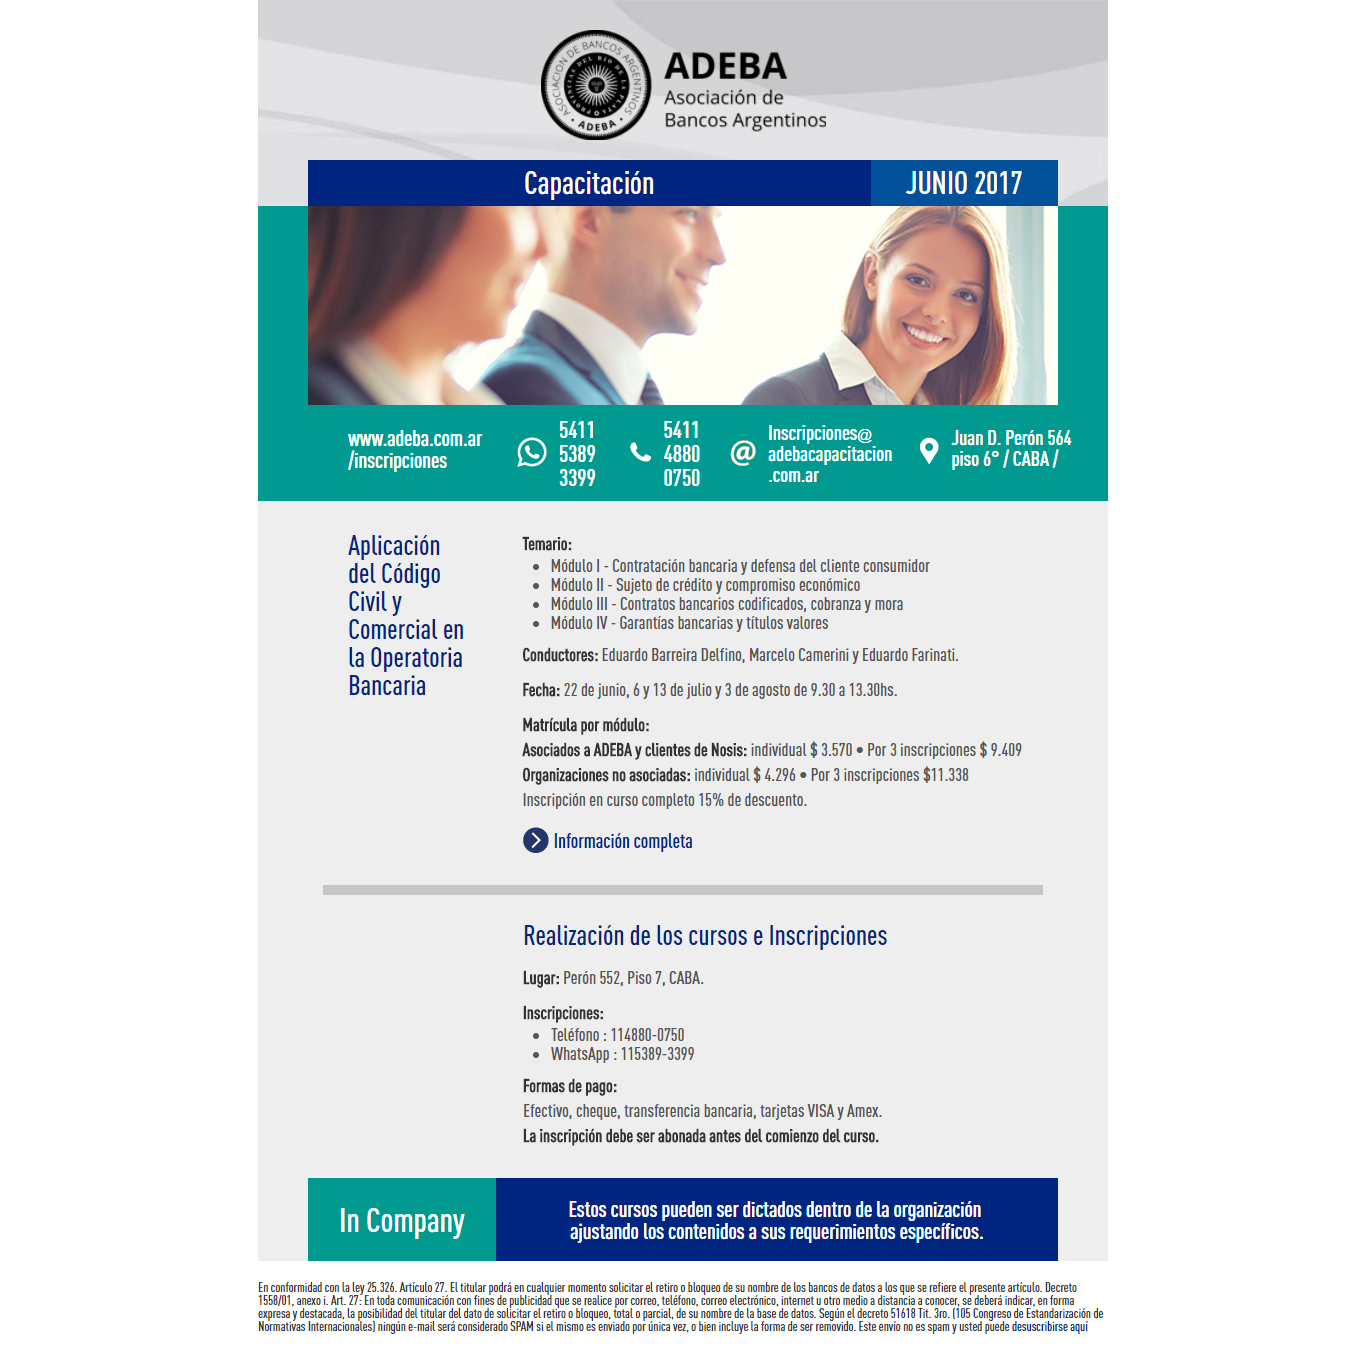 ASOCIACIÓN DE BANCOS ARGENTINOS
PROVINCIAS DEL RIO DE LA PLATA
• ADEBA •
ADEBA
Asociación de
Bancos Argentinos
Capacitación
JUNIO 2017
www.adeba.com.ar
/inscripciones
5411
5389
3399
5411
4880
0750
@
Inscripciones@
adebacapacitacion
.com.ar
Juan D. Perón 564
piso 6° / CABA /
Aplicación
del Código
Civil y
Comercial en
la Operatoria
Bancaria
Temario:
• Módulo I - Contratación bancaria y defensa del cliente consumidor
• Módulo II - Sujeto de crédito y compromiso económico
• Módulo III - Contratos bancarios codificados, cobranza y mora
• Módulo IV - Garantías bancarias y títulos valores
Conductores: Eduardo Barreira Delfino, Marcelo Camerini y Eduardo Farinati.
Fecha: 22 de junio, 6 y 13 de julio y 3 de agosto de 9.30 a 13.30hs.
Matrícula por módulo:
Asociados a ADEBA y clientes de Nosis: individual $ 3.570 • Por 3 inscripciones $ 9.409
Organizaciones no asociadas: individual $ 4.296 • Por 3 inscripciones $11.338
Inscripción en curso completo 15% de descuento.
Información completa
Realización de los cursos e Inscripciones
Lugar: Perón 552, Piso 7, CABA.
Inscripciones:
• Teléfono : 114880-0750
• WhatsApp : 115389-3399
Formas de pago:
Efectivo, cheque, transferencia bancaria, tarjetas VISA y Amex.
La inscripción debe ser abonada antes del comienzo del curso.
In Company
Estos cursos pueden ser dictados dentro de la organización
ajustando los contenidos a sus requerimientos específicos.
En conformidad con la ley 25.326. Artículo 27. El titular podrá en cualquier momento solicitar el retiro o bloqueo de su nombre de los bancos de datos a los que se refiere el presente artículo. Decreto
1558/01, anexo i. Art. 27: En toda comunicación con fines de publicidad que se realice por correo, teléfono, correo electrónico, internet u otro medio a distancia a conocer, se deberá indicar, en forma
expresa y destacada, la posibilidad del titular del dato de solicitar el retiro o bloqueo, total o parcial, de su nombre de la base de datos. Según el decreto 51618 Tit. 3ro. (105 Congreso de Estandarización de
Normativas Internacionales) ningún e-mail será considerado SPAM si el mismo es enviado por única vez, o bien incluye la forma de ser removido. Este envío no es spam y usted puede desuscribirse aquí